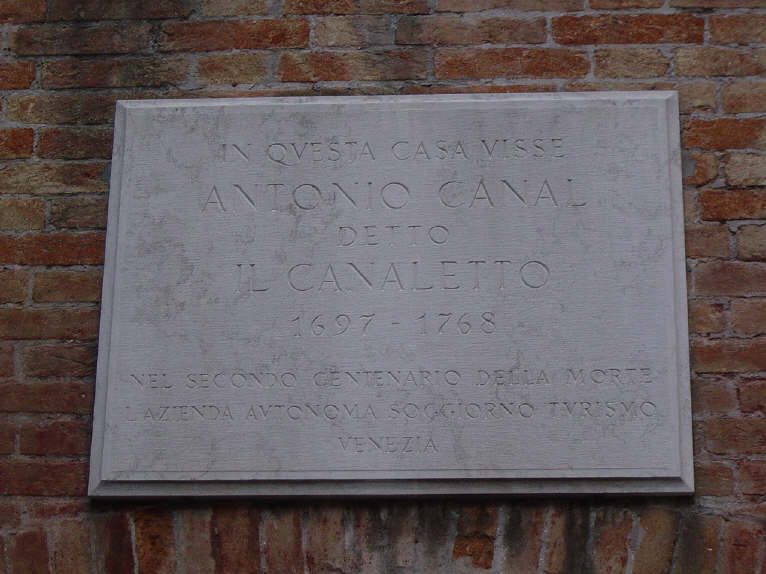 IN QVESTA CASA VISSE
ANTONIO CANAL
DETTO
IL CANALETTO
1697 - 1768
NEL SECONDO CENTENARIO DELLA MORTE
L'AZIENDA AVTONOMA SOGGIORNO TVRISMO
VENEZIA